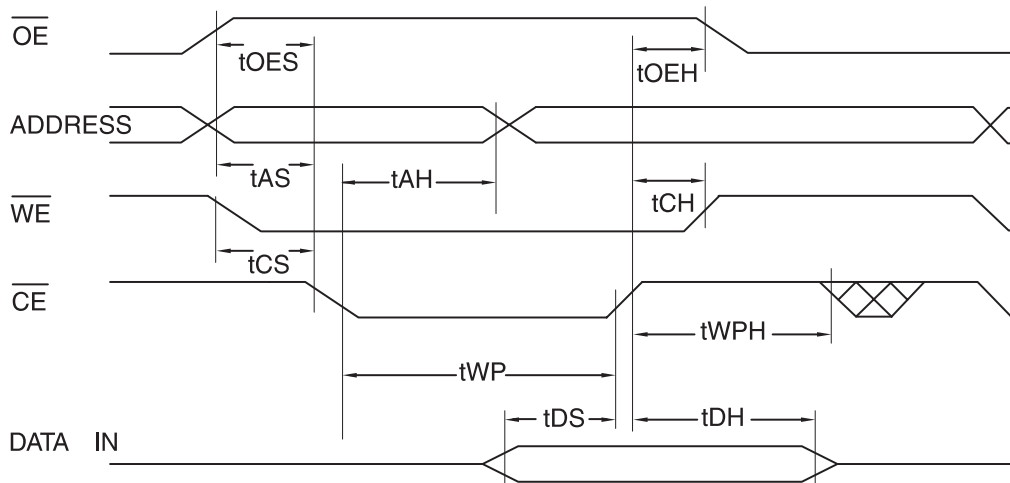 OE
tOES
tOEH
ADDRESS
tAS
tAH
WE
tCH
tCS
CE
tWPH
tWP
tDS
tDH
DATA IN